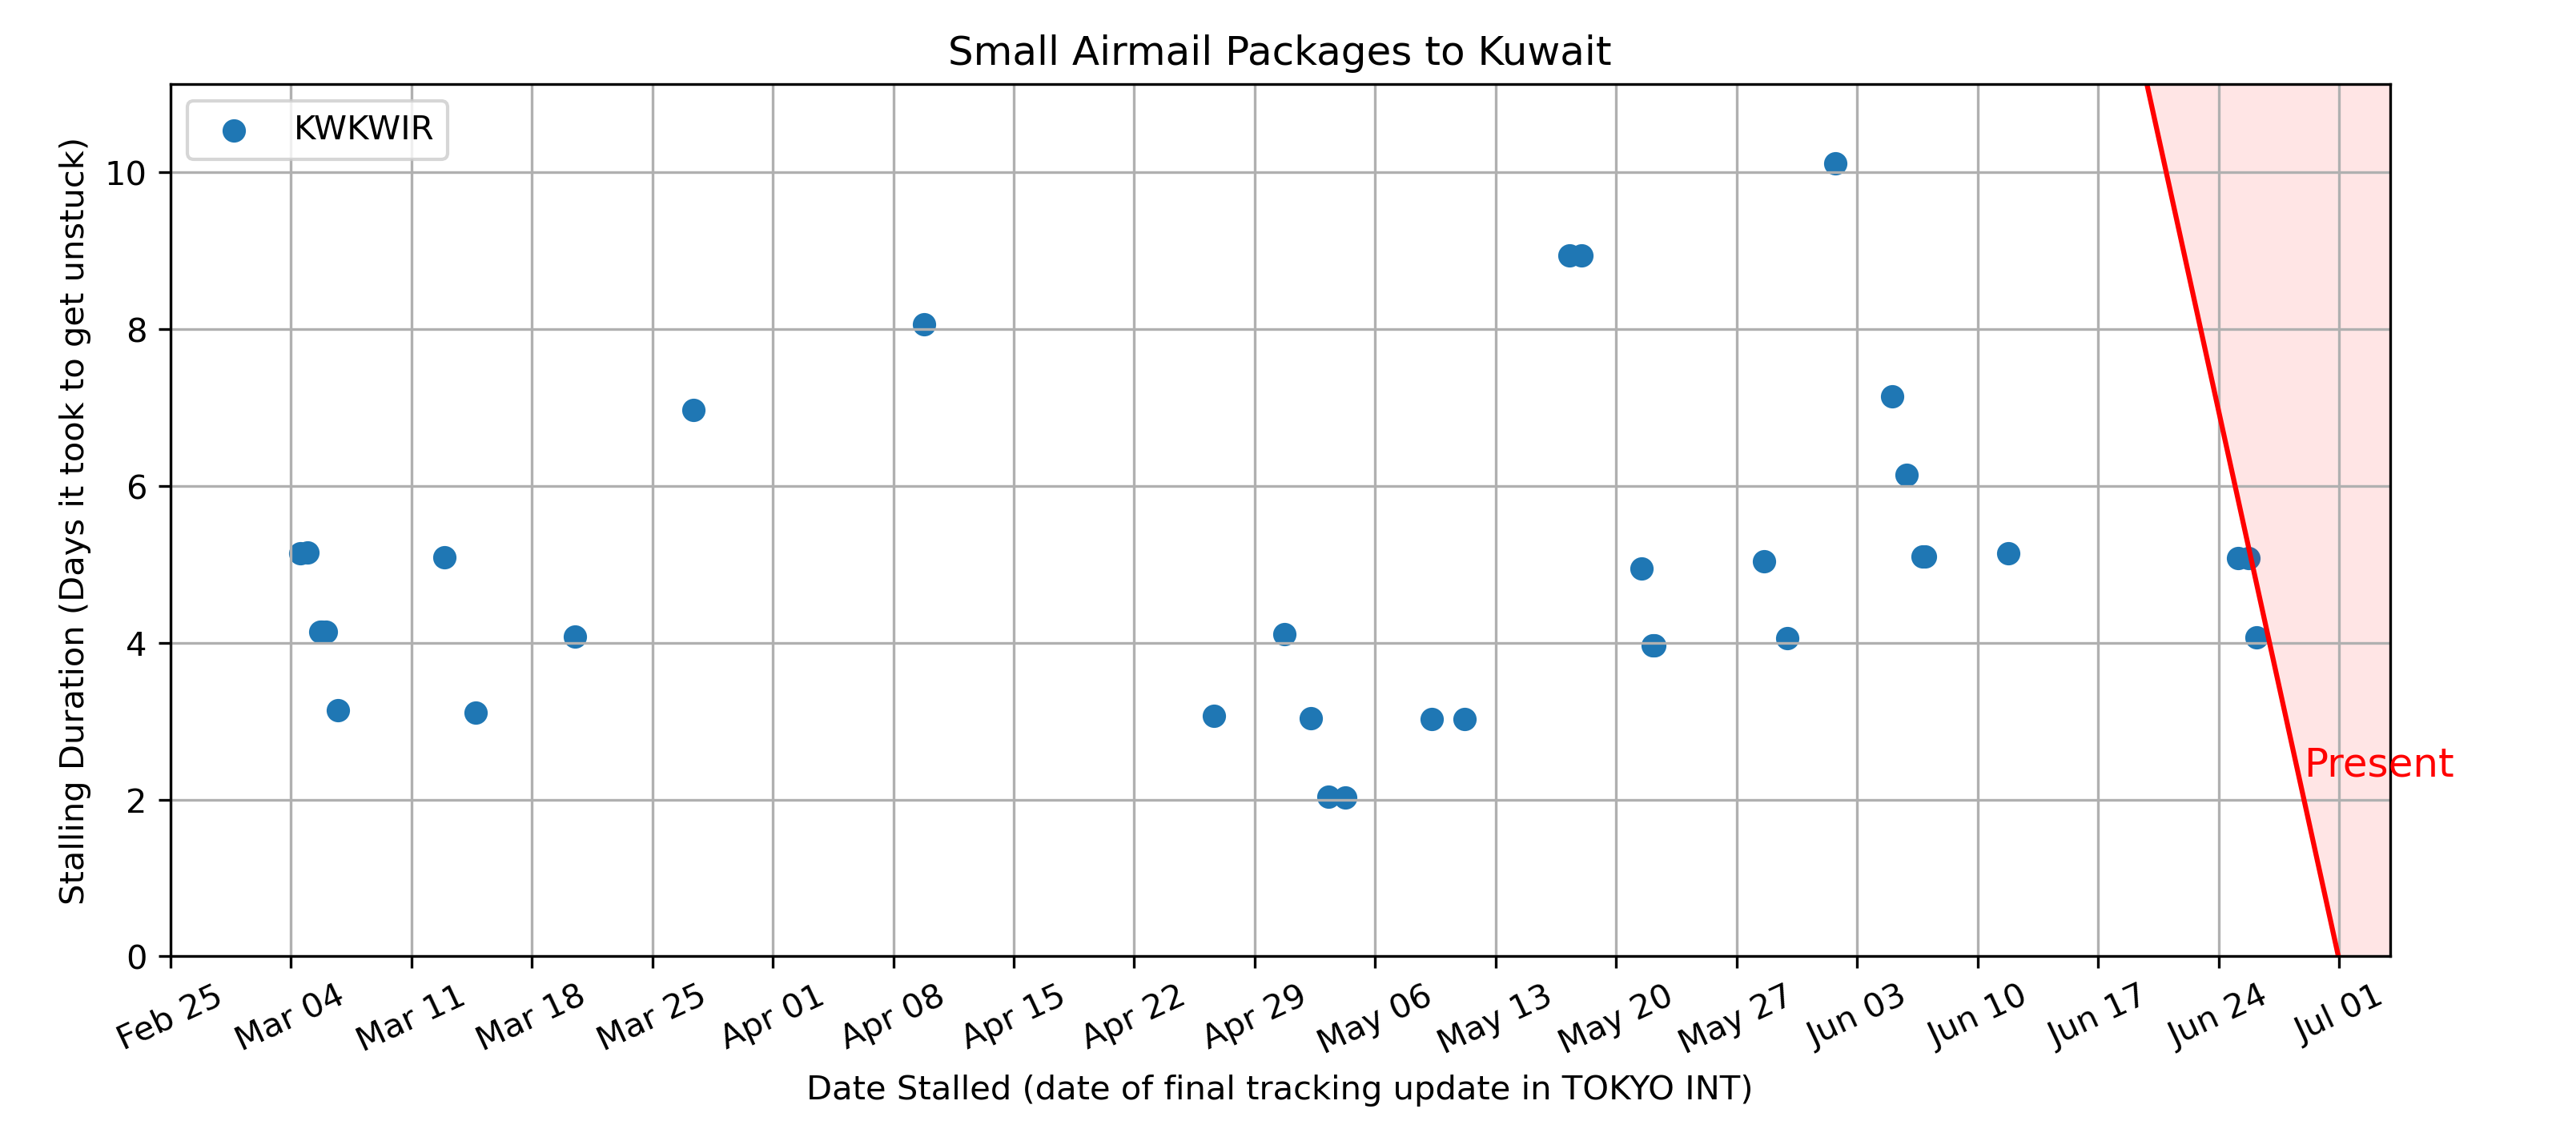 Small Airmail Packages to Kuwait
KWKWIR
Stalling Duration (Days it took to get unstuck)
10
8
6
4
2
0
Present
Feb 25
Mar 04
Mar 11
Mar 18
Mar 25
Apr 01
Apr 08
Apr 15
Apr 22
Apr 29
May 06
May 13
May 20
May 27
Jun 03
Jun 10
Jun 17
Jun 24
Jul 01
Date Stalled (date of final tracking update in TOKYO INT)